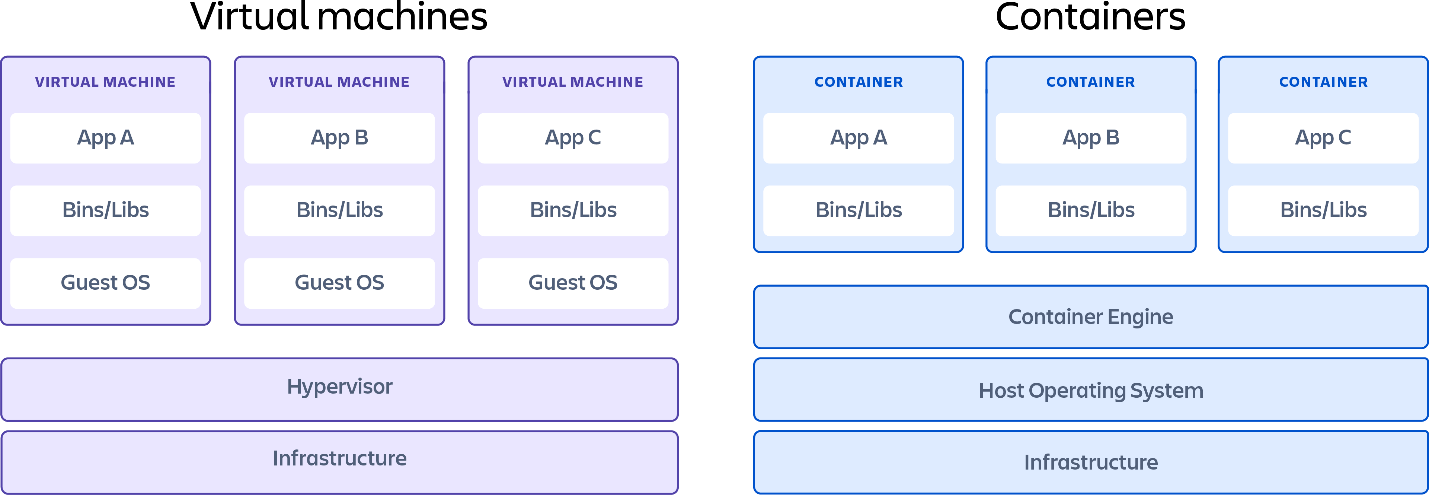 Virtual machines
VIRTUAL MACHINE
App A
Bins/Libs
Guest OS
VIRTUAL MACHINE
App B
Bins/Libs
Guest OS
VIRTUAL MACHINE
App C
Bins/Libs
Guest OS
Hypervisor
Infrastructure
Containers
CONTAINER
App A
Bins/Libs
CONTAINER
App B
Bins/Libs
CONTAINER
App C
Bins/Libs
Container Engine
Host Operating System
Infrastructure